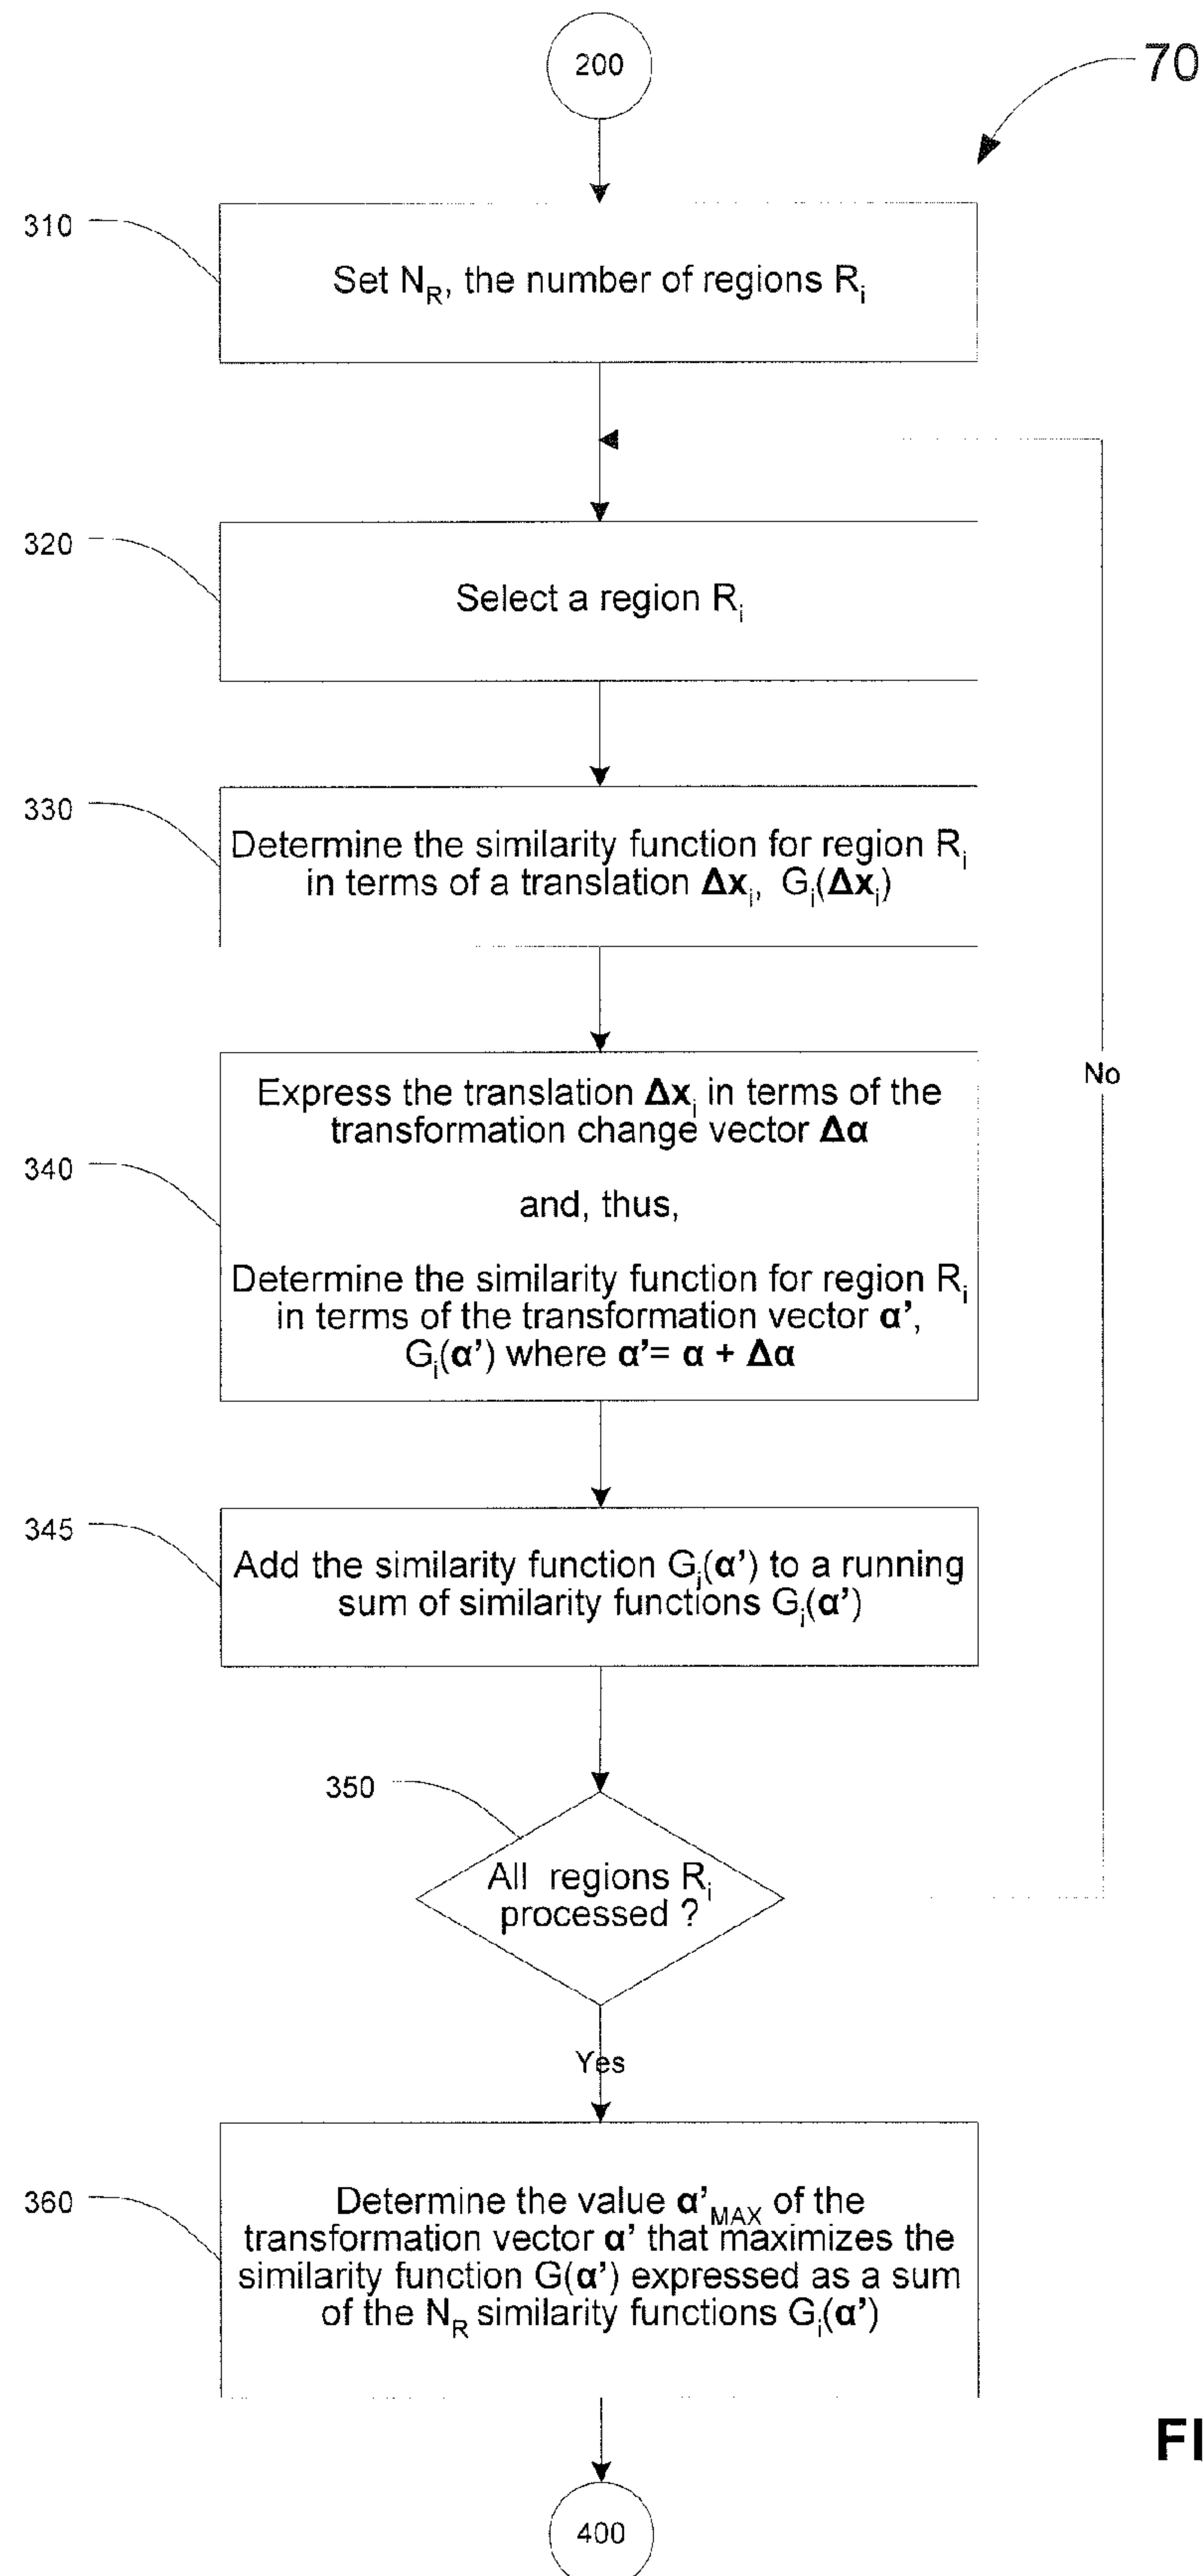 200
70
310
Set N_R, the number of regions R_i
320
Select a region R_i
330
Determine the similarity function for region R_i
in terms of a translation Δx_i, G_i(Δx_i)
340
Express the translation Δx_i in terms of the
transformation change vector Δα
and, thus,
Determine the similarity function for region R_i
in terms of the transformation vector α’,
G_i(α’) where α’= α + Δα
No
345
Add the similarity function G_i(α’) to a running
sum of similarity functions G_i(α’)
350
All regions R_i
processed ?
Yes
360
Determine the value α’_MAX of the
transformation vector α’ that maximizes the
similarity function G(α’) expressed as a sum
of the N_R similarity functions G_i(α’)
FI
400